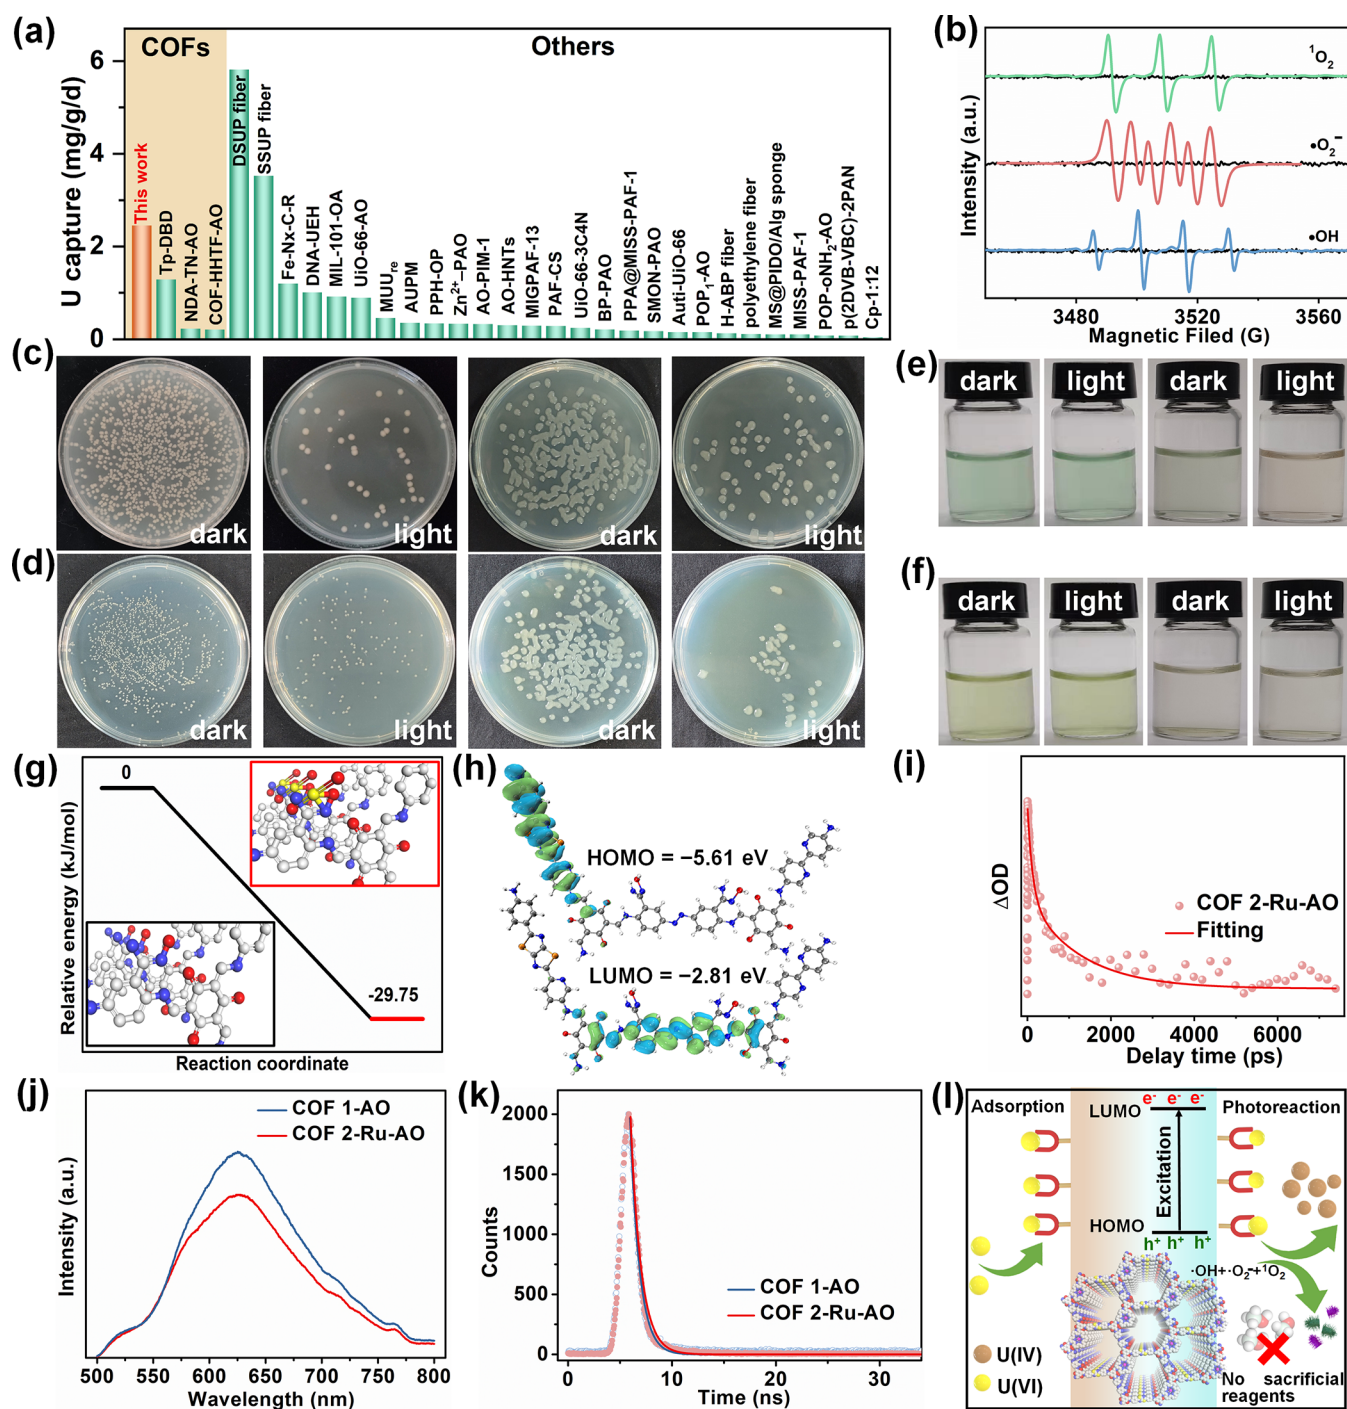 (a)
COFs
Others
U capture (mg/g/d)
6
4
2
0
This work
Tp-DBD
NDA-TN-AO
COF-HHTF-AO
DSUP fiber
SSUP fiber
Fe-Nx-C-R
DNA-UEH
MIL-101-OA
UiO-66-AO
MUUre
AUPM
PPH-OP
Zn2+–PAO
AO-PIM-1
AO-HNTs
MIGPAF-13
PAF-CS
UiO-66-3C4N
BP-PAO
PPA@MISS-PAF-1
SMON-PAO
Auti-UiO-66
POP1-AO
H-ABP fiber
polyethylene fiber
MS@PIDO/Alg sponge
MISS-PAF-1
POP-oNH2-AO
p(2DVB-VBC)-2PAN
Cp-1:12
(b)
Intensity (a.u.)
1O2
•O2−
•OH
3480
3520
3560
Magnetic Filed (G)
(c)
dark
light
dark
light
(d)
dark
light
dark
light
(e)
dark
light
dark
light
(f)
dark
light
dark
light
(g)
0
-29.75
Relative energy (kJ/mol)
Reaction coordinate
(h)
HOMO = −5.61 eV
LUMO = −2.81 eV
(i)
ΔOD
COF 2-Ru-AO
Fitting
0
2000
4000
6000
Delay time (ps)
(j)
COF 1-AO
COF 2-Ru-AO
Intensity (a.u.)
500
550
600
650
700
750
800
Wavelength (nm)
(k)
2000
1500
1000
500
0
Counts
COF 1-AO
COF 2-Ru-AO
0
10
20
30
Time (ns)
(l)
Adsorption
LUMO
e- e- e-
Photoreaction
Excitation
HOMO
h+ h+ h+
·OH+·O2−+1O2
U(IV)
U(VI)
No sacrificial
reagents